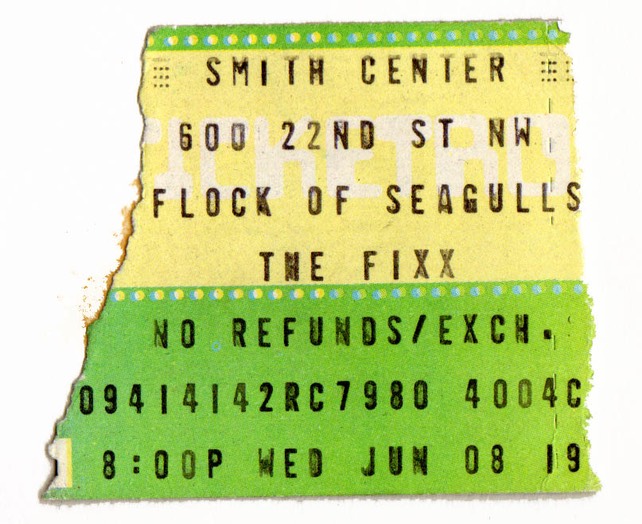 SMITH CENTER
600 22ND ST NW
FLOCK OF SEAGULLS
THE FIXX
NO REFUNDS/EXCH.
09414142RC7980 4004C
8:00P WED JUN 08 19